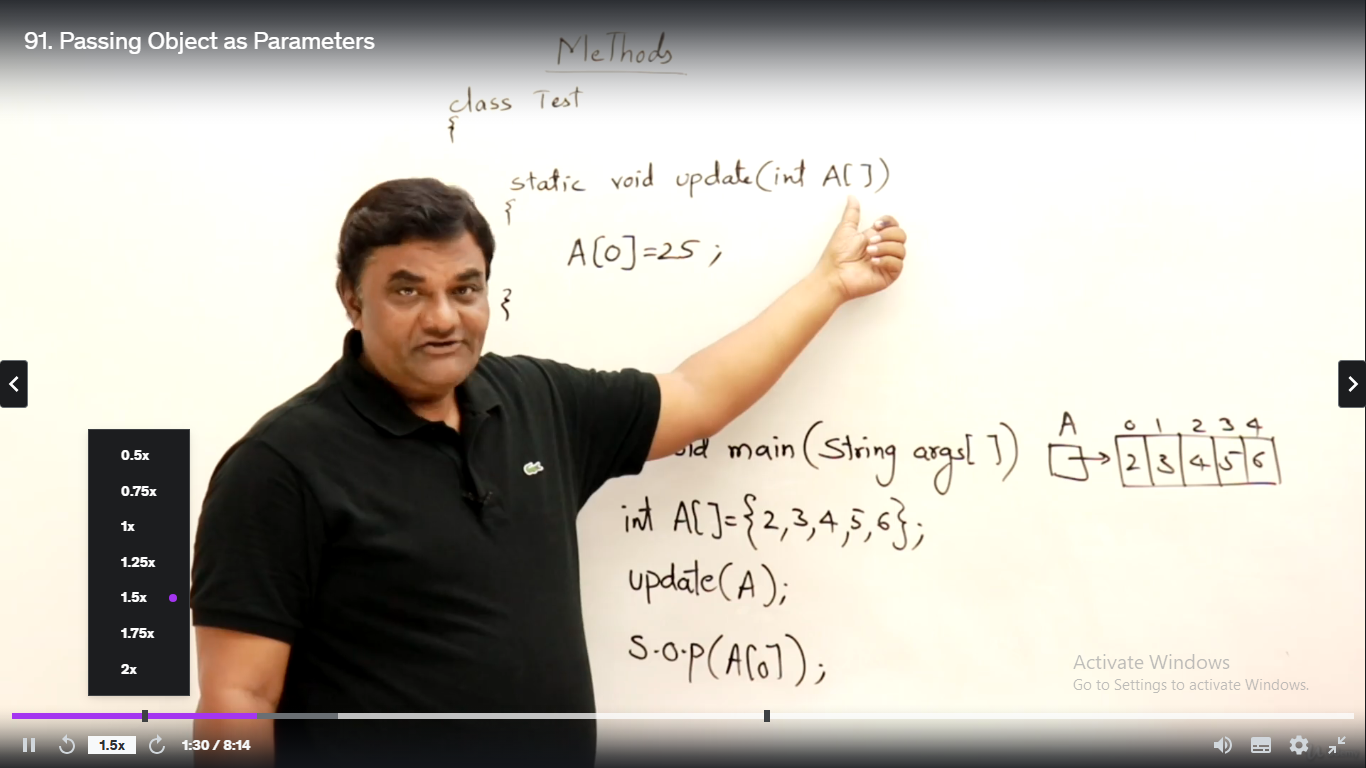 91. Passing Object as Parameters
Methods
class Test
{
static void update(int A[])
{
A[0]=25;
}
main(String args[])
A
0 1 2 3 4
2 3 4 5 6
int A[]={2,3,4,5,6};
update(A);
S.O.P(A[0]);
0.5x
0.75x
1x
1.25x
1.5x
1.75x
2x
Activate Windows
Go to Settings to activate Windows.
1.5x
1:30 / 8:14